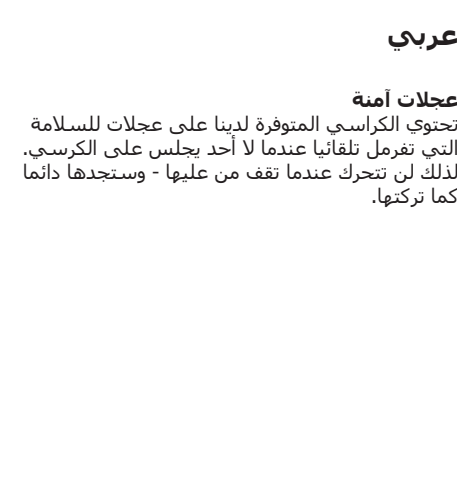 عربي
عجلات آمنة
تحتوي الكراسي المتوفرة لدينا على عجلات للسلامة
التي تفرمل تلقائيا عندما لا أحد يجلس على الكرسي.
لذلك لن تتحرك عندما تقف من عليها - وستجدها دائما
كما تركتها.